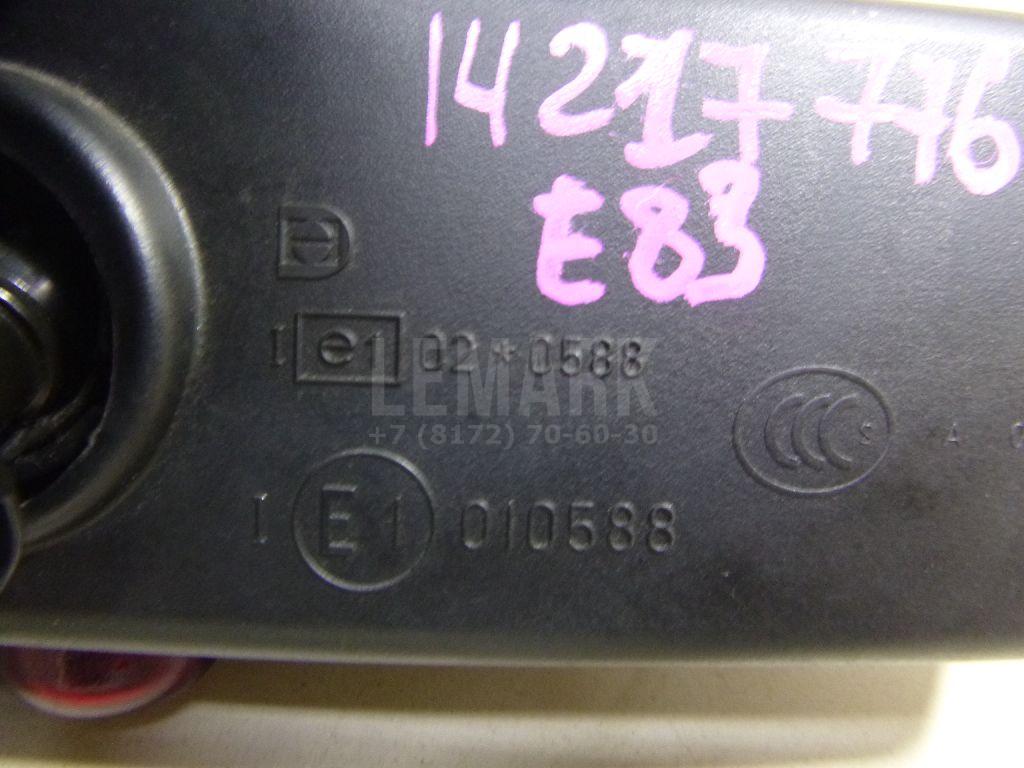 14217776
E83
I e1 02*0588
LEMARK
+7 (8172) 70-60-30
CCC S A
I E1 010588